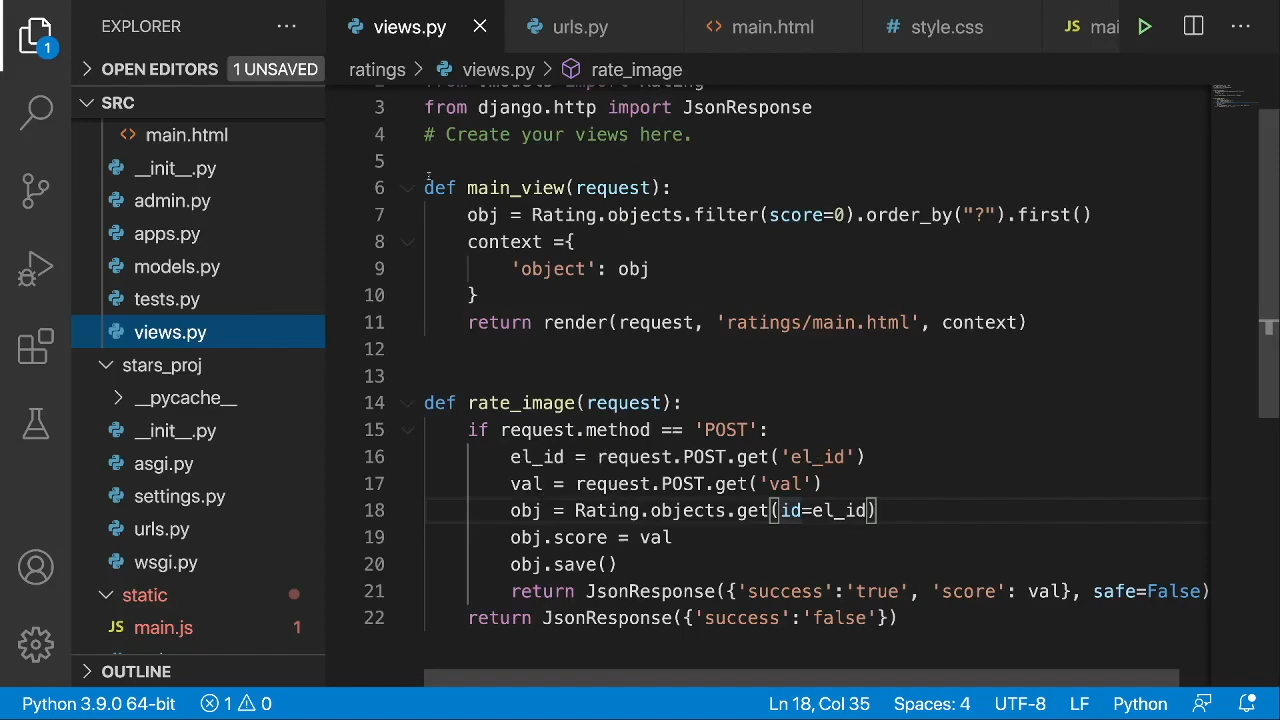 EXPLORER
views.py
urls.py
main.html
style.css
JS mai
1
OPEN EDITORS
1 UNSAVED
ratings > views.py > rate_image
SRC
main.html
__init__.py
admin.py
apps.py
models.py
tests.py
views.py
stars_proj
__pycache__
__init__.py
asgi.py
settings.py
urls.py
wsgi.py
static
JS main.js 1
OUTLINE
2 from .models import Rating
3 from django.http import JsonResponse
4 # Create your views here.
5
6 def main_view(request):
7 obj = Rating.objects.filter(score=0).order_by("?").first()
8 context ={
9 'object': obj
10 }
11 return render(request, 'ratings/main.html', context)
12
13
14 def rate_image(request):
15 if request.method == 'POST':
16 el_id = request.POST.get('el_id')
17 val = request.POST.get('val')
18 obj = Rating.objects.get(id=el_id)
19 obj.score = val
20 obj.save()
21 return JsonResponse({'success':'true', 'score': val}, safe=False)
22 return JsonResponse({'success':'false'})
Python 3.9.0 64-bit 1 0 Ln 18, Col 35 Spaces: 4 UTF-8 LF Python